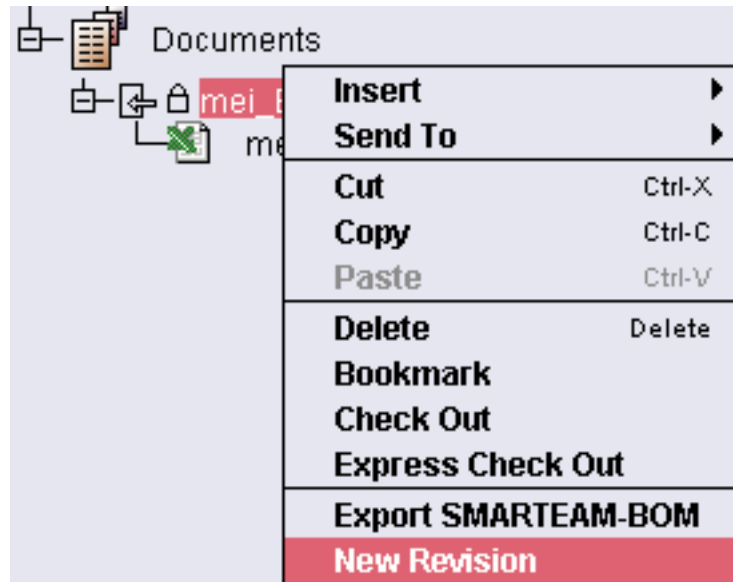 Documents
Insert
Send To
Cut Ctrl-X
Copy Ctrl-C
Paste Ctrl-V
Delete Delete
Bookmark
Check Out
Express Check Out
Export SMARTEAM-BOM
New Revision